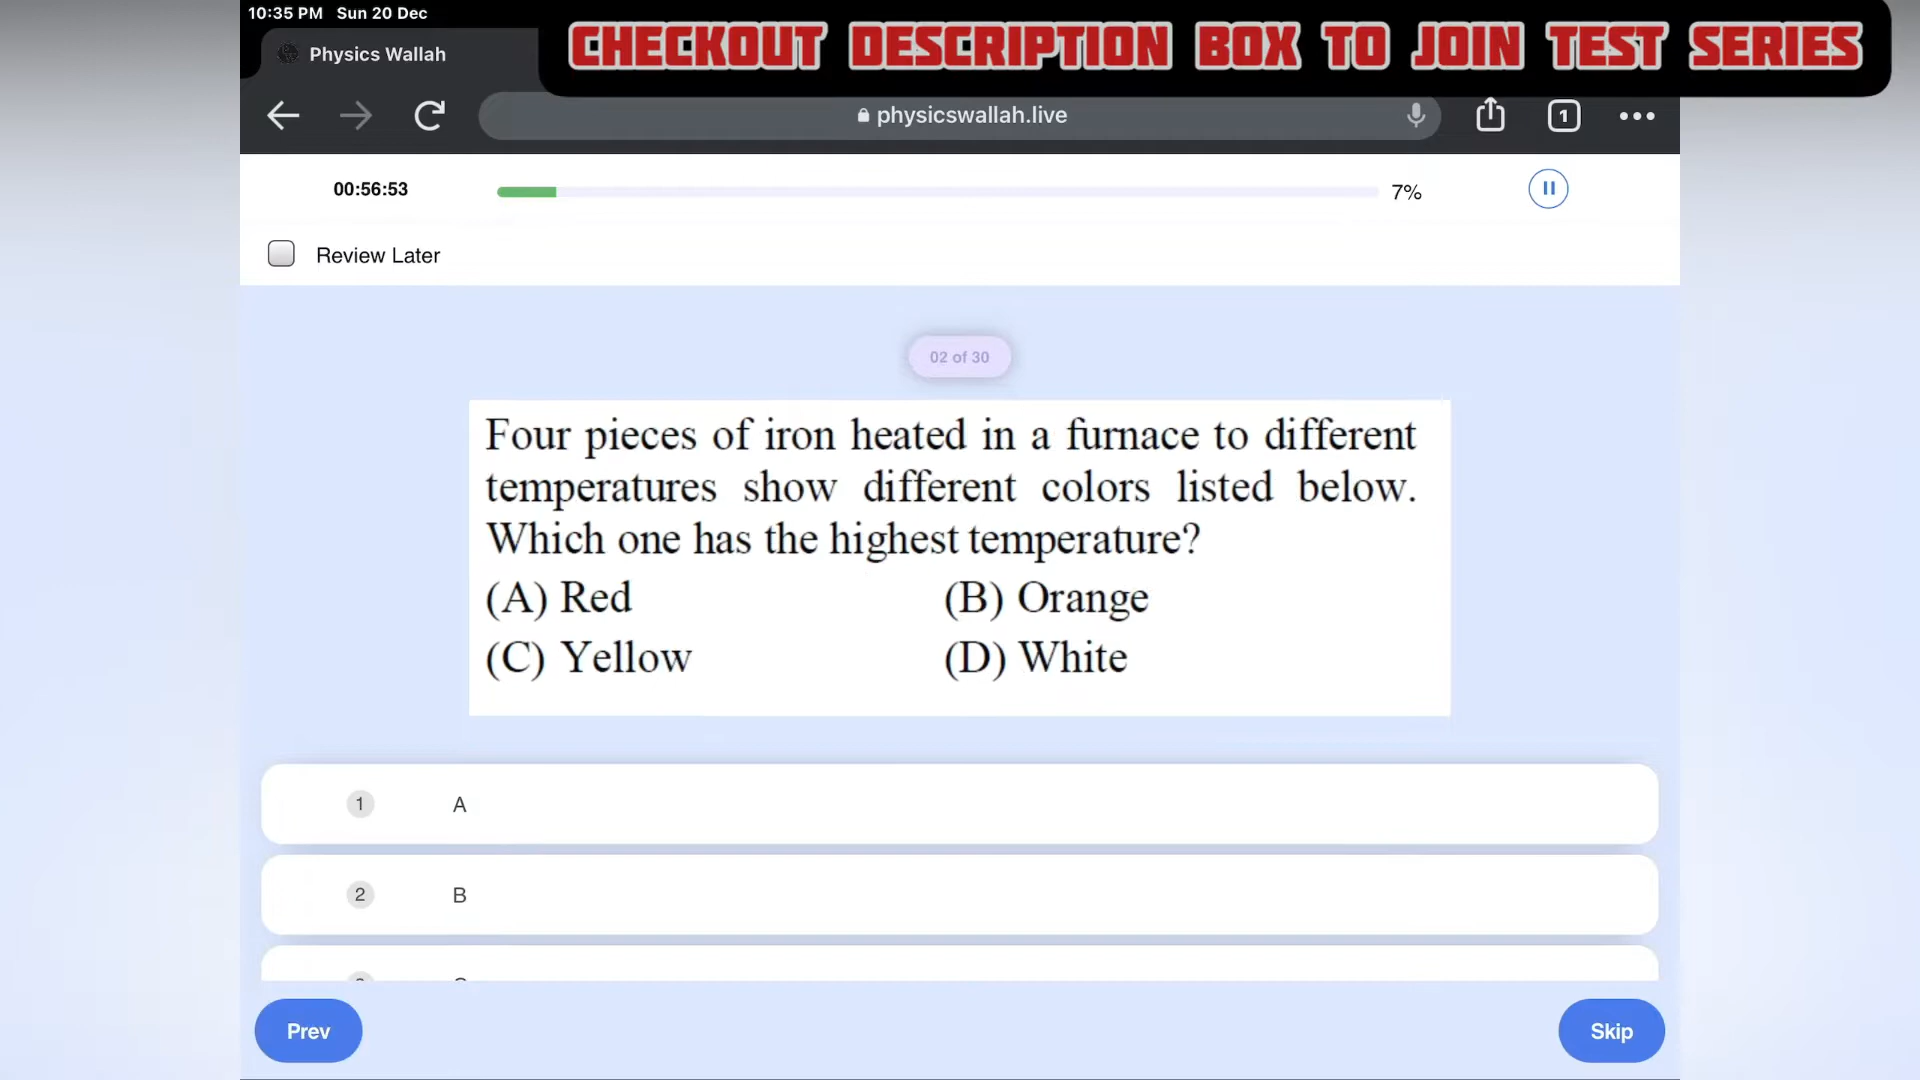 10:35 PM Sun 20 Dec
CHECKOUT DESCRIPTION BOX TO JOIN TEST SERIES
Physics Wallah
physicswallah.live
1
00:56:53
7%
Review Later
02 of 30
Four pieces of iron heated in a furnace to different
temperatures show different colors listed below.
Which one has the highest temperature?
(A) Red (B) Orange
(C) Yellow (D) White
1 A
2 B
Prev Skip